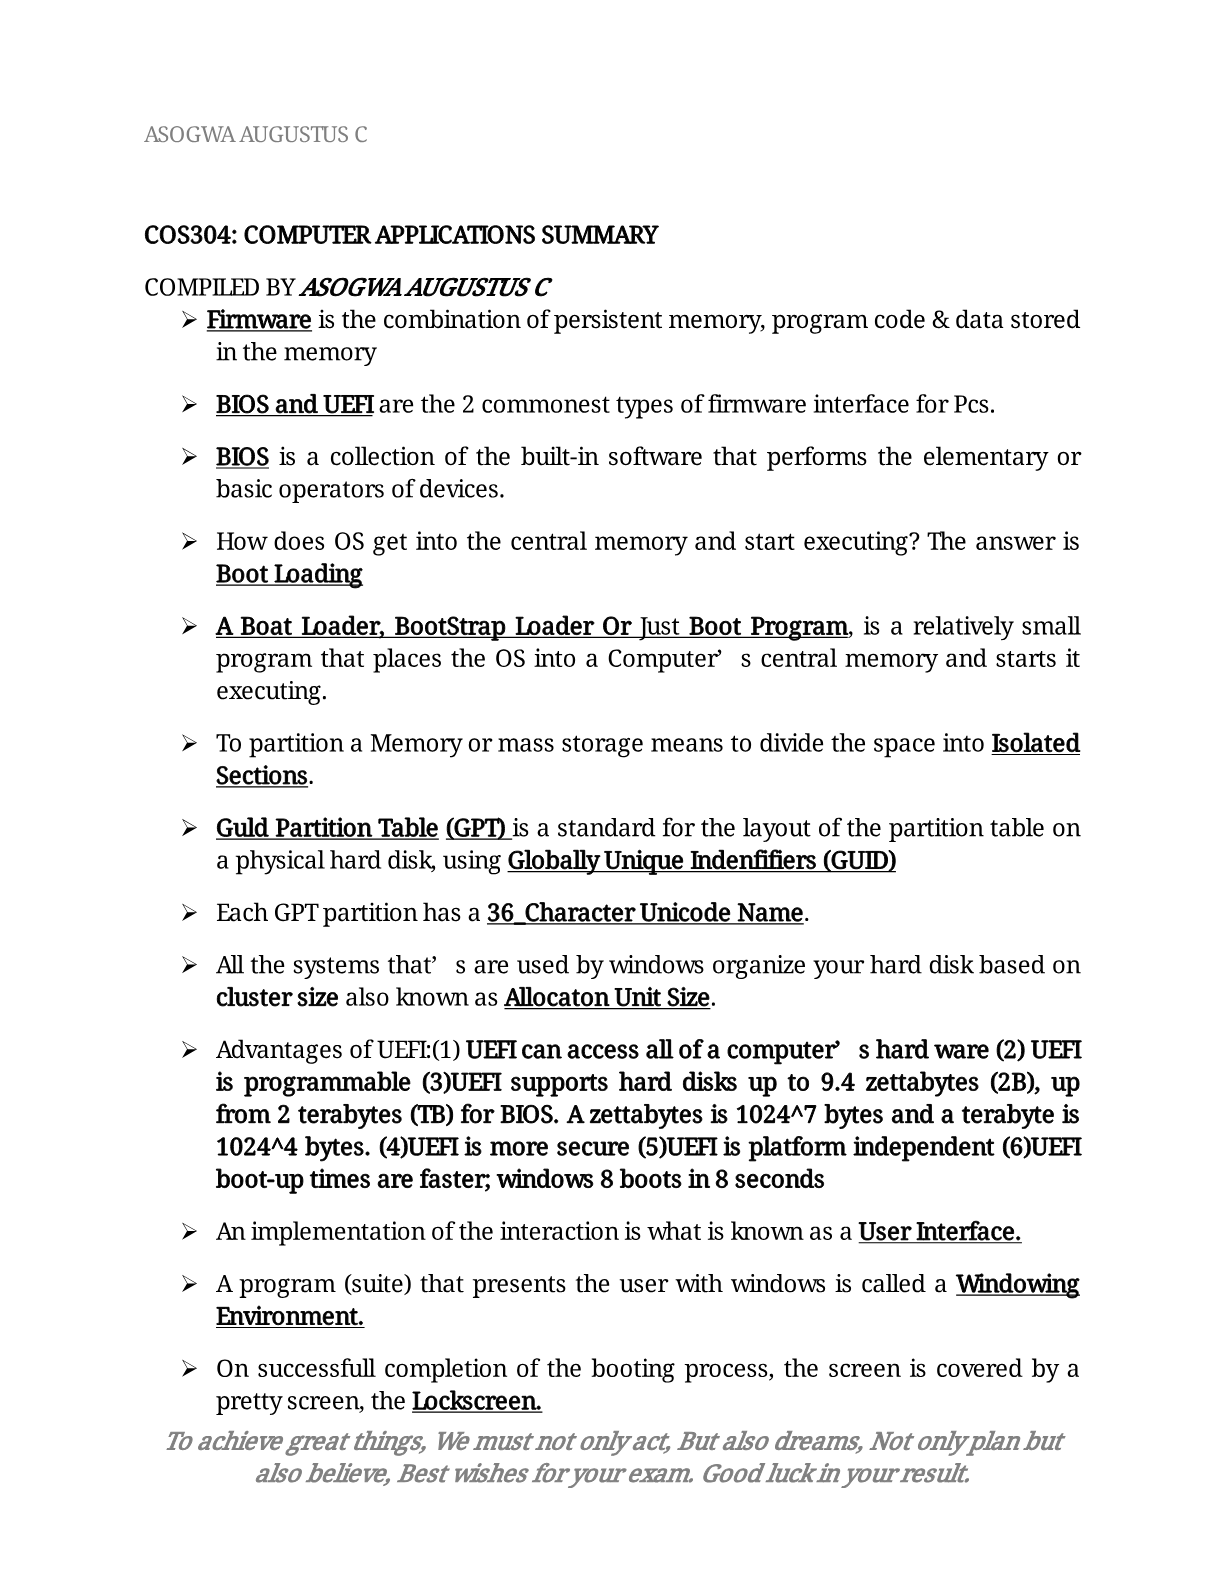 ASOGWA AUGUSTUS C
COS304: COMPUTER APPLICATIONS SUMMARY
COMPILED BY ASOGWA AUGUSTUS C
➢ Firmware is the combination of persistent memory, program code & data stored
in the memory
➢ BIOS and UEFI are the 2 commonest types of firmware interface for Pcs.
➢ BIOS is a collection of the built-in software that performs the elementary or
basic operators of devices.
➢ How does OS get into the central memory and start executing? The answer is
Boot Loading
➢ A Boat Loader, BootStrap Loader Or Just Boot Program, is a relatively small
program that places the OS into a Computer’ s central memory and starts it
executing.
➢ To partition a Memory or mass storage means to divide the space into Isolated
Sections.
➢ Guld Partition Table (GPT) is a standard for the layout of the partition table on
a physical hard disk, using Globally Unique Indenfifiers (GUID)
➢ Each GPT partition has a 36_Character Unicode Name.
➢ All the systems that’ s are used by windows organize your hard disk based on
cluster size also known as Allocaton Unit Size.
➢ Advantages of UEFI:(1) UEFI can access all of a computer’ s hard ware (2) UEFI
is programmable (3)UEFI supports hard disks up to 9.4 zettabytes (2B), up
from 2 terabytes (TB) for BIOS. A zettabytes is 1024^7 bytes and a terabyte is
1024^4 bytes. (4)UEFI is more secure (5)UEFI is platform independent (6)UEFI
boot-up times are faster; windows 8 boots in 8 seconds
➢ An implementation of the interaction is what is known as a User Interface.
➢ A program (suite) that presents the user with windows is called a Windowing
Environment.
➢ On successfull completion of the booting process, the screen is covered by a
pretty screen, the Lockscreen.
To achieve great things, We must not only act, But also dreams, Not only plan but
also believe, Best wishes for your exam. Good luck in your result.